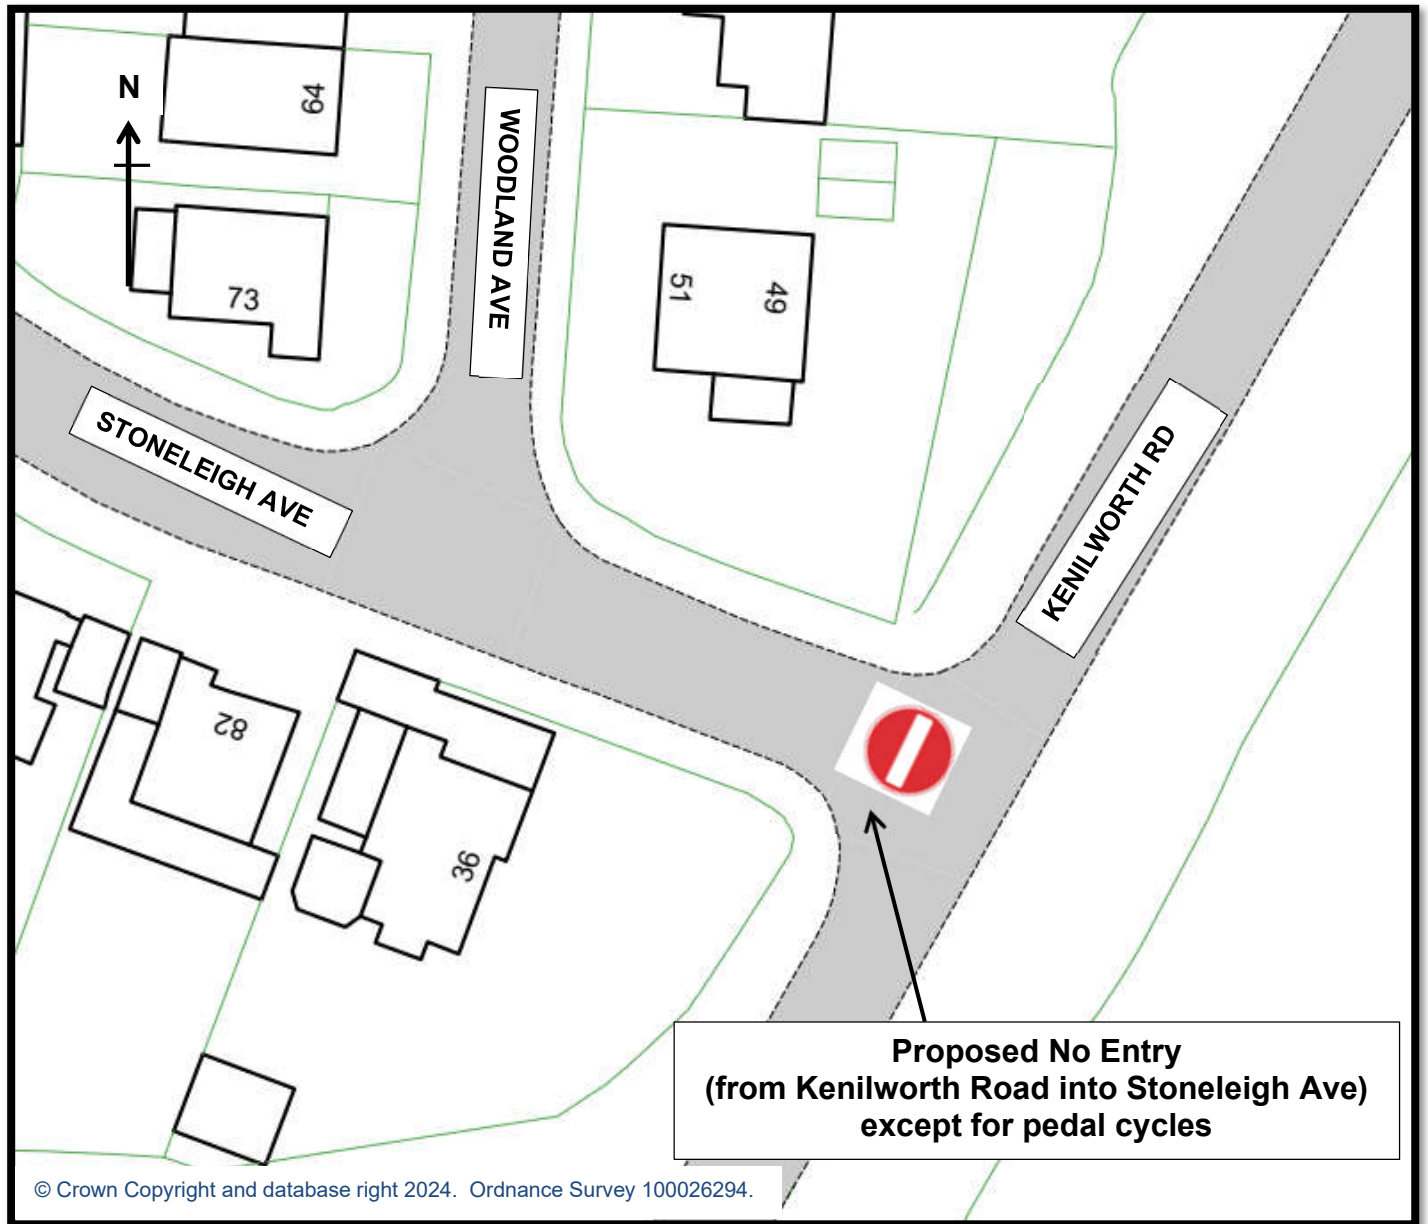 N
64
WOODLAND AVE
73
51
49
STONELEIGH AVE
KENILWORTH RD
82
36
Proposed No Entry
(from Kenilworth Road into Stoneleigh Ave)
except for pedal cycles
© Crown Copyright and database right 2024. Ordnance Survey 100026294.